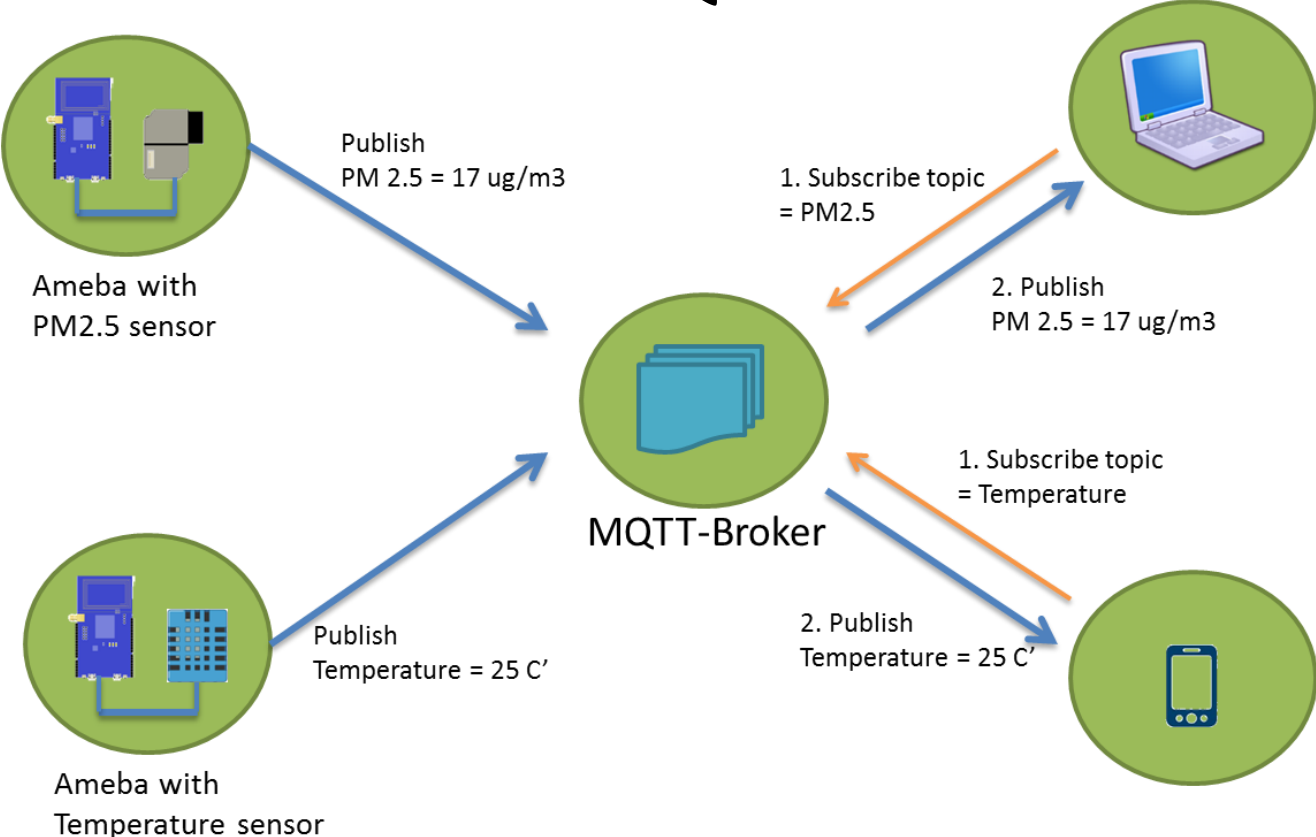 Publish
PM 2.5 = 17 ug/m3
1. Subscribe topic
= PM2.5
Ameba with
PM2.5 sensor
2. Publish
PM 2.5 = 17 ug/m3
MQTT-Broker
1. Subscribe topic
= Temperature
Publish
Temperature = 25 C’
2. Publish
Temperature = 25 C’
Ameba with
Temperature sensor